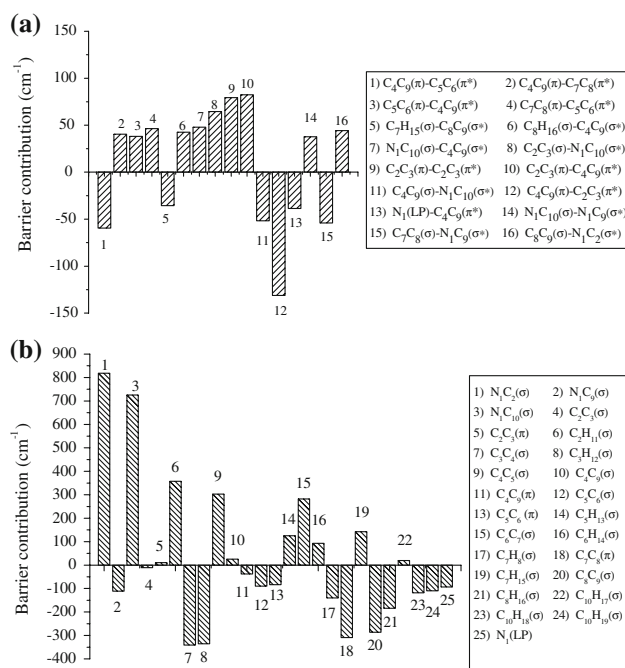 (a)
Barrier contribution (cm⁻¹)
150
100
50
0
-50
-100
-150
1
2
3
4
5
6
7
8
9
10
11
12
13
14
15
16
1) C₄C₉(π)-C₅C₆(π*) 2) C₄C₉(π)-C₇C₈(π*)
3) C₅C₆(π)-C₄C₉(π*) 4) C₇C₈(π)-C₅C₆(π*)
5) C₇H₁₅(σ)-C₈C₉(σ*) 6) C₈H₁₆(σ)-C₄C₉(σ*)
7) N₁C₁₀(σ)-C₄C₉(σ*) 8) C₂C₃(σ)-N₁C₁₀(σ*)
9) C₂C₃(π)-C₂C₃(π*) 10) C₂C₃(π)-C₄C₉(π*)
11) C₄C₉(σ)-N₁C₁₀(σ*) 12) C₄C₉(π)-C₂C₃(π*)
13) N₁(LP)-C₄C₉(π*) 14) N₁C₁₀(σ)-N₁C₉(σ*)
15) C₇C₈(σ)-N₁C₉(σ*) 16) C₈C₉(σ)-N₁C₂(σ*)
(b)
Barrier contribution (cm⁻¹)
900
800
700
600
500
400
300
200
100
0
-100
-200
-300
-400
1
2
3
4
5
6
7
8
9
10
11
12
13
14
15
16
17
18
19
20
21
22
23
24
25
1) N₁C₂(σ) 2) N₁C₉(σ)
3) N₁C₁₀(σ) 4) C₂C₃(σ)
5) C₂C₃(π) 6) C₂H₁₁(σ)
7) C₃C₄(σ) 8) C₃H₁₂(σ)
9) C₄C₅(σ) 10) C₄C₉(σ)
11) C₄C₉(π) 12) C₅C₆(σ)
13) C₅C₆ (π) 14) C₅H₁₃(σ)
15) C₆C₇(σ) 16) C₆H₁₄(σ)
17) C₇H₈(σ) 18) C₇C₈(π)
19) C₇H₁₅(σ) 20) C₈C₉(σ)
21) C₈H₁₆(σ) 22) C₁₀H₁₇(σ)
23) C₁₀H₁₈(σ) 24) C₁₀H₁₉(σ)
25) N₁(LP)